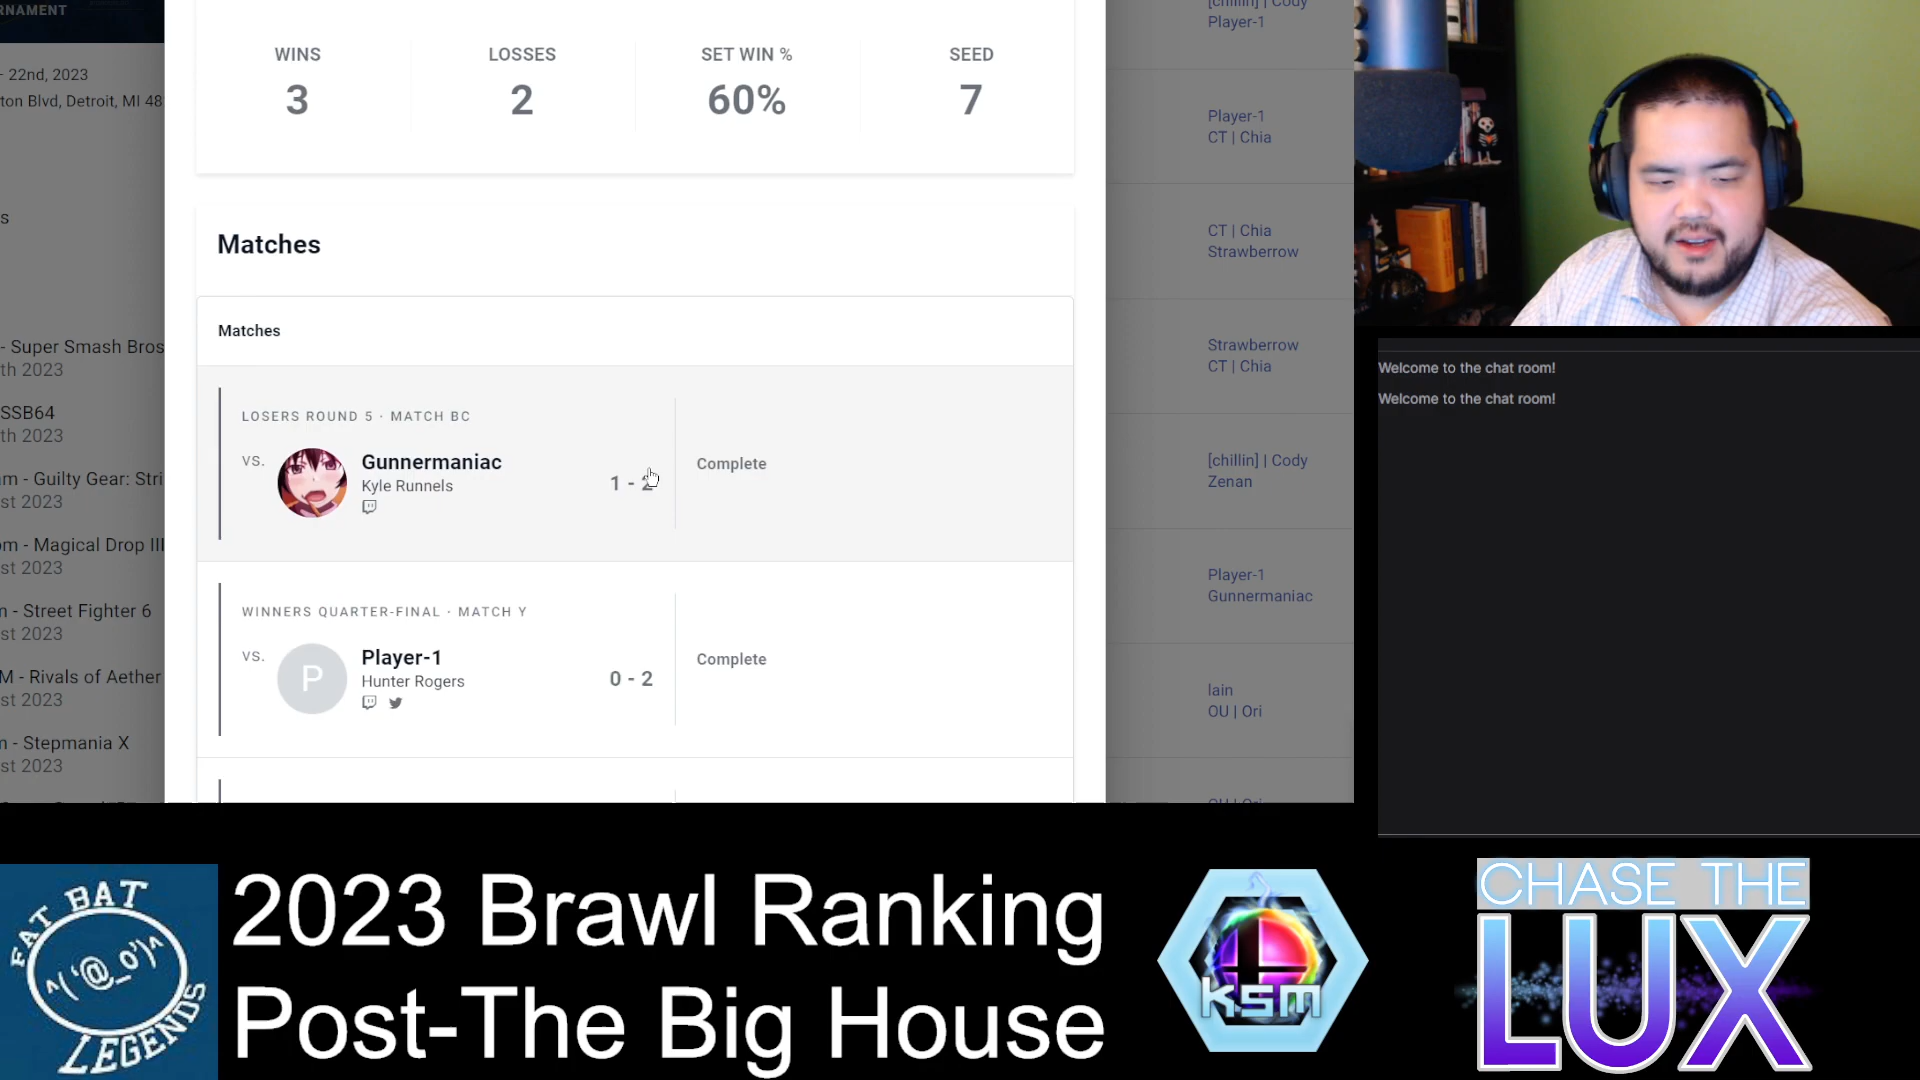 RNAMENT
- 22nd, 2023
ton Blvd, Detroit, MI 48
s
- Super Smash Bros
th 2023
SSB64
th 2023
m - Guilty Gear: Stri
st 2023
om - Magical Drop III
st 2023
n - Street Fighter 6
st 2023
M - Rivals of Aether
st 2023
n - Stepmania X
st 2023
WINS
3
LOSSES
2
SET WIN %
60%
SEED
7
Matches
Matches
LOSERS ROUND 5 · MATCH BC
VS.
Gunnermaniac
Kyle Runnels
1 - 2
Complete
WINNERS QUARTER-FINAL · MATCH Y
VS.
P
Player-1
Hunter Rogers
0 - 2
Complete
[chillin] | Cody
Player-1
Player-1
CT | Chia
CT | Chia
Strawberrow
Strawberrow
CT | Chia
[chillin] | Cody
Zenan
Player-1
Gunnermaniac
lain
OU | Ori
OU | Ori
Welcome to the chat room!
Welcome to the chat room!
FAT BAT
^('@_o')^
LEGENDS
2023 Brawl Ranking
Post-The Big House
KSM
CHASE THE
LUX